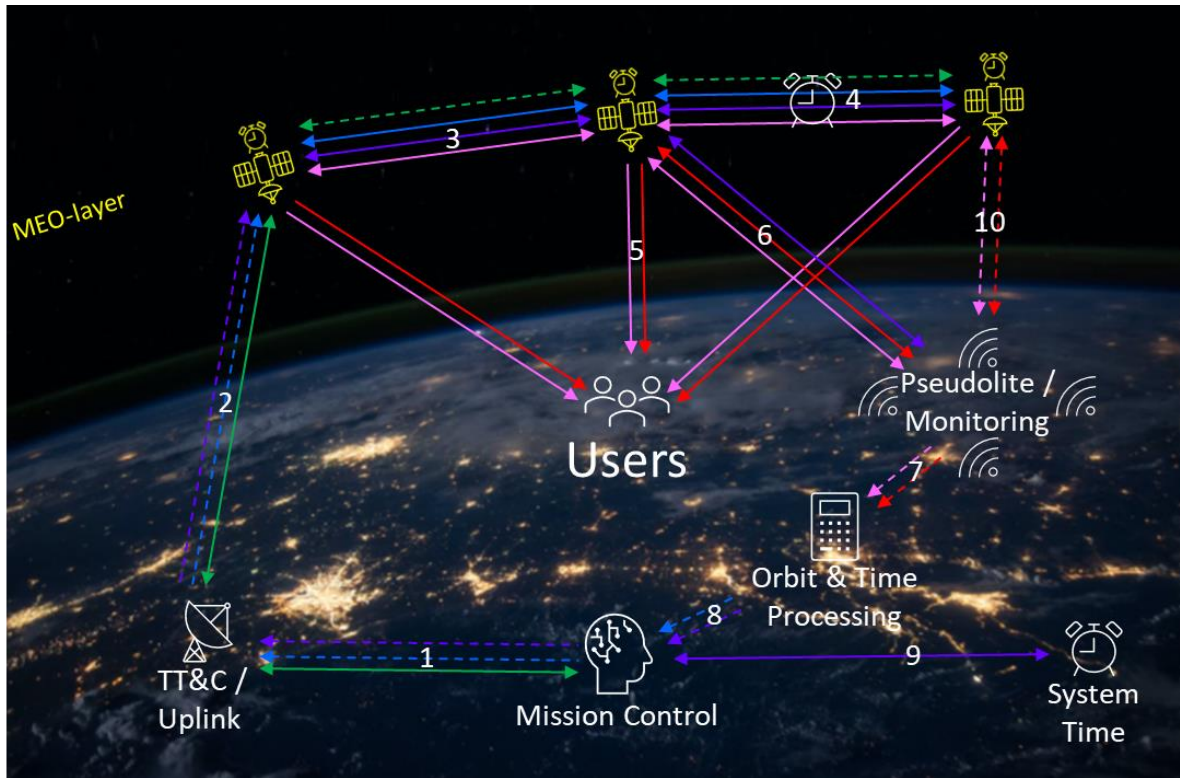 4
3
MEO-layer
5
6
10
2
Pseudolite /
Monitoring
Users
7
Orbit & Time
Processing
8
1
9
TT&C /
Uplink
Mission Control
System
Time